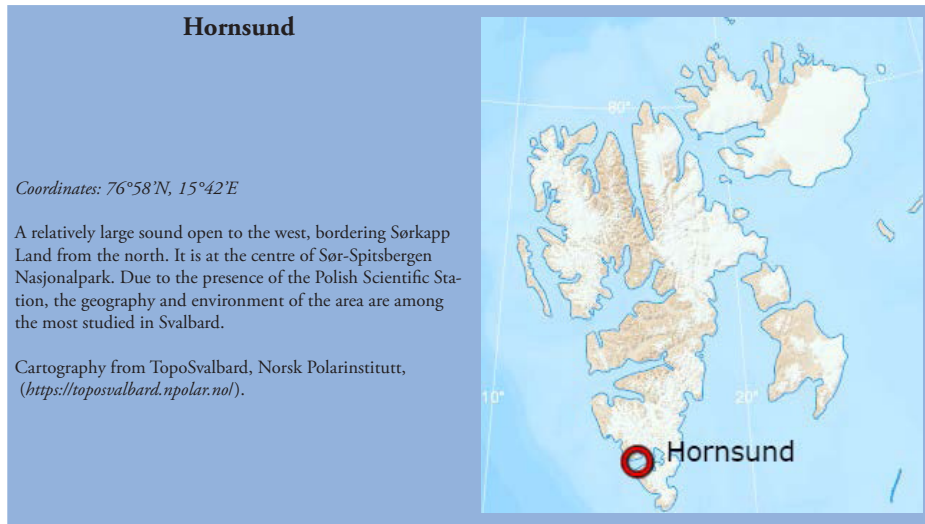 Hornsund
Coordinates: 76°58’N, 15°42’E
A relatively large sound open to the west, bordering Sørkapp
Land from the north. It is at the centre of Sør-Spitsbergen
Nasjonalpark. Due to the presence of the Polish Scientific Sta-
tion, the geography and environment of the area are among
the most studied in Svalbard.
Cartography from TopoSvalbard, Norsk Polarinstitutt,
(https://toposvalbard.npolar.no/).
80°
10°
20°
Hornsund